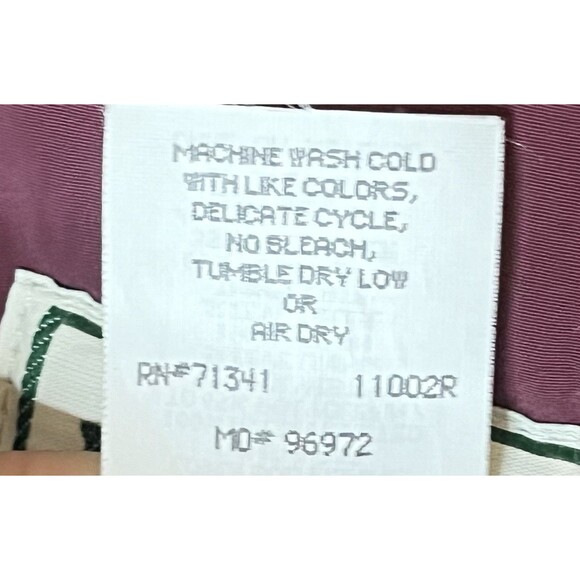 MACHINE WASH COLD
WITH LIKE COLORS,
DELICATE CYCLE,
NO BLEACH,
TUMBLE DRY LOW
OR
AIR DRY
RN#71341 11002R
MO# 96972